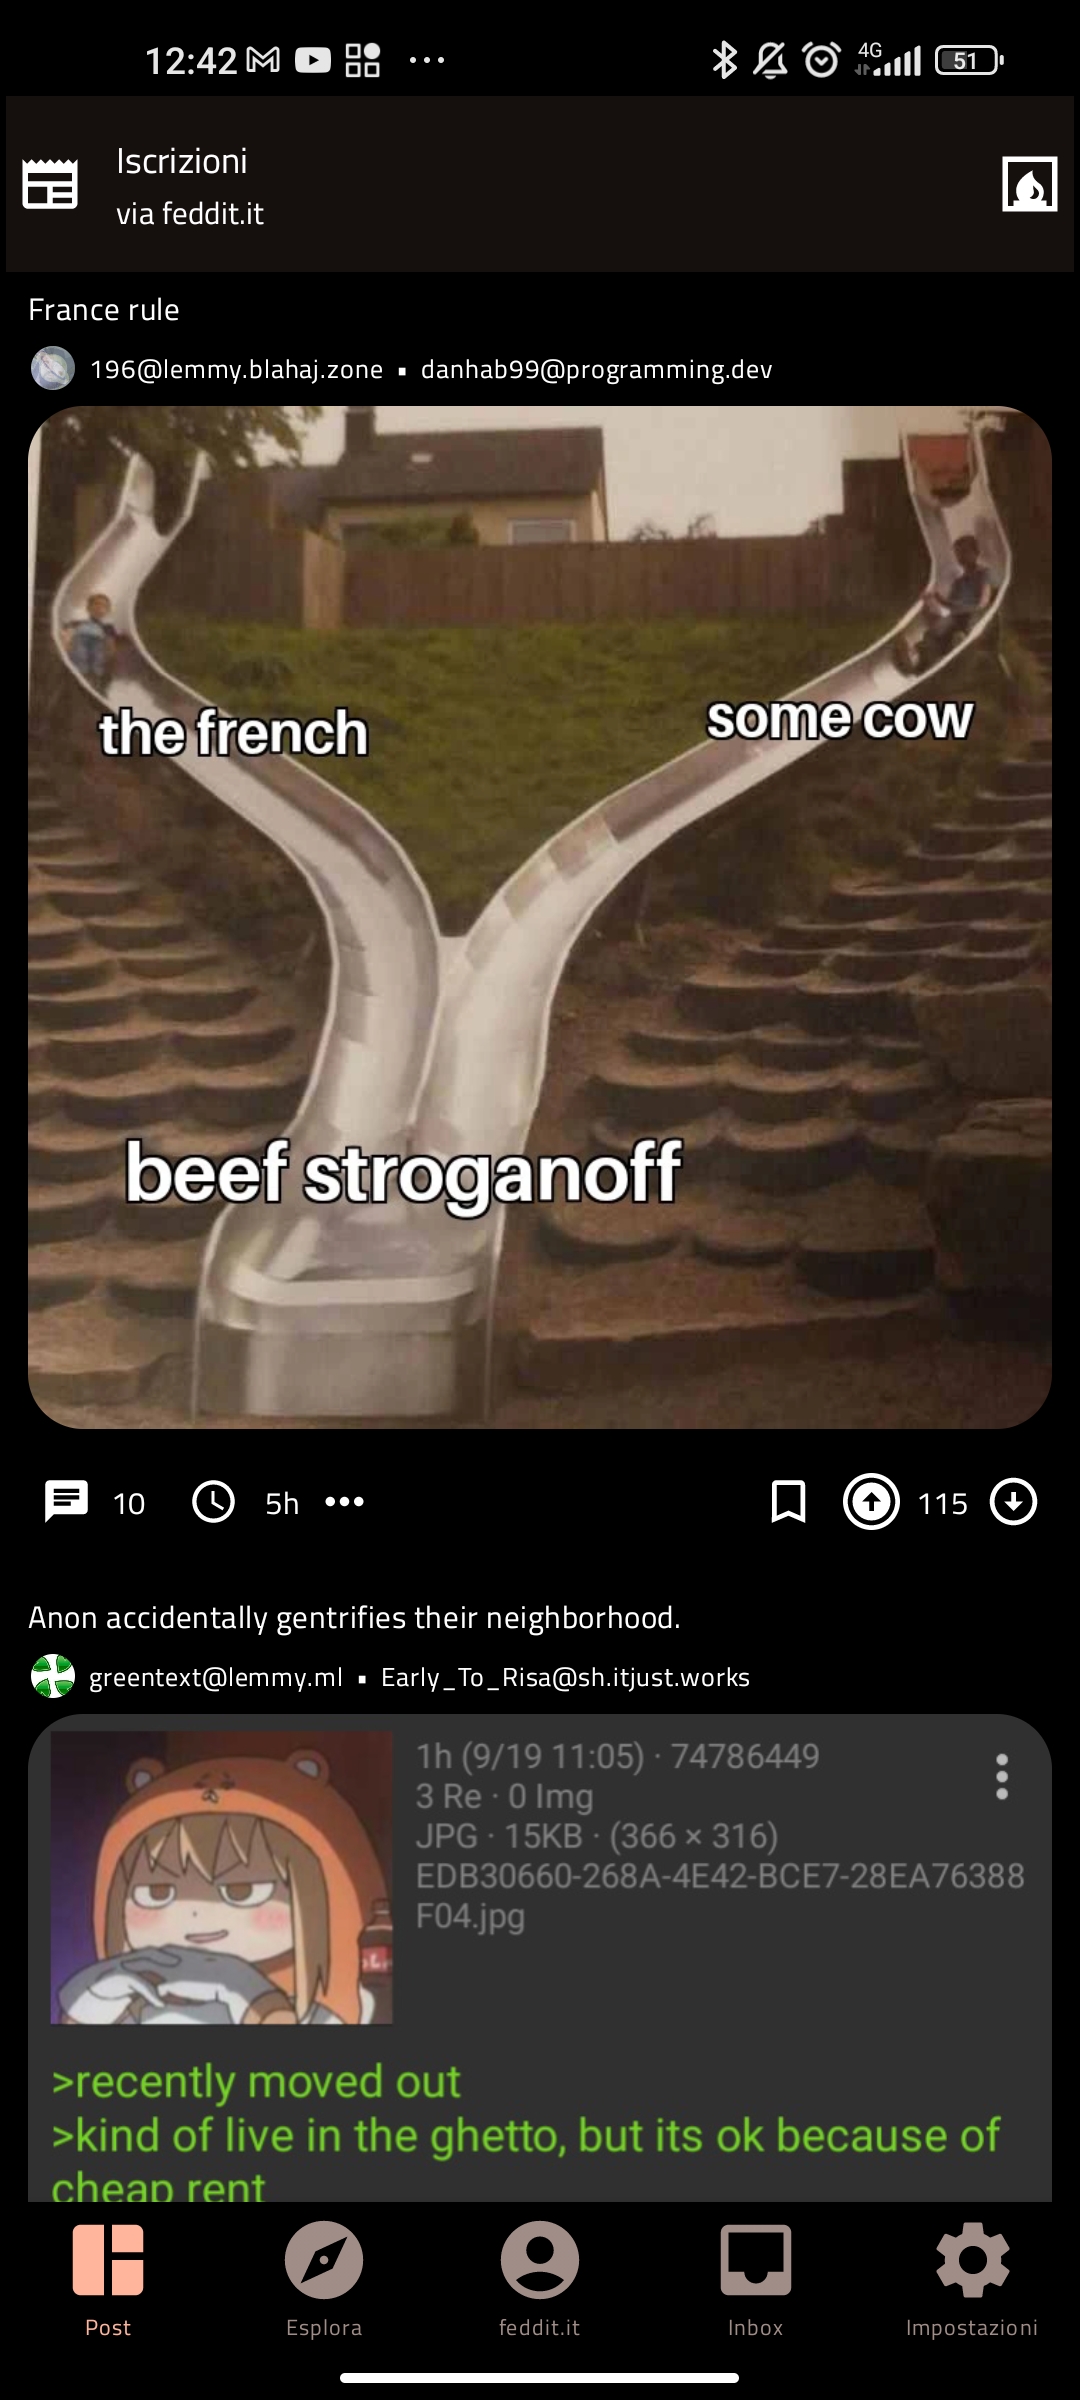 12:42
4G
51
Iscrizioni
via feddit.it
France rule
196@lemmy.blahaj.zone ▪ danhab99@programming.dev
the french
some cow
beef stroganoff
10
5h
115
Anon accidentally gentrifies their neighborhood.
greentext@lemmy.ml ▪ Early_To_Risa@sh.itjust.works
1h (9/19 11:05) · 74786449
3 Re · 0 Img
JPG · 15KB · (366 × 316)
EDB30660-268A-4E42-BCE7-28EA76388
F04.jpg
>recently moved out
>kind of live in the ghetto, but its ok because of
cheap rent
Post
Esplora
feddit.it
Inbox
Impostazioni